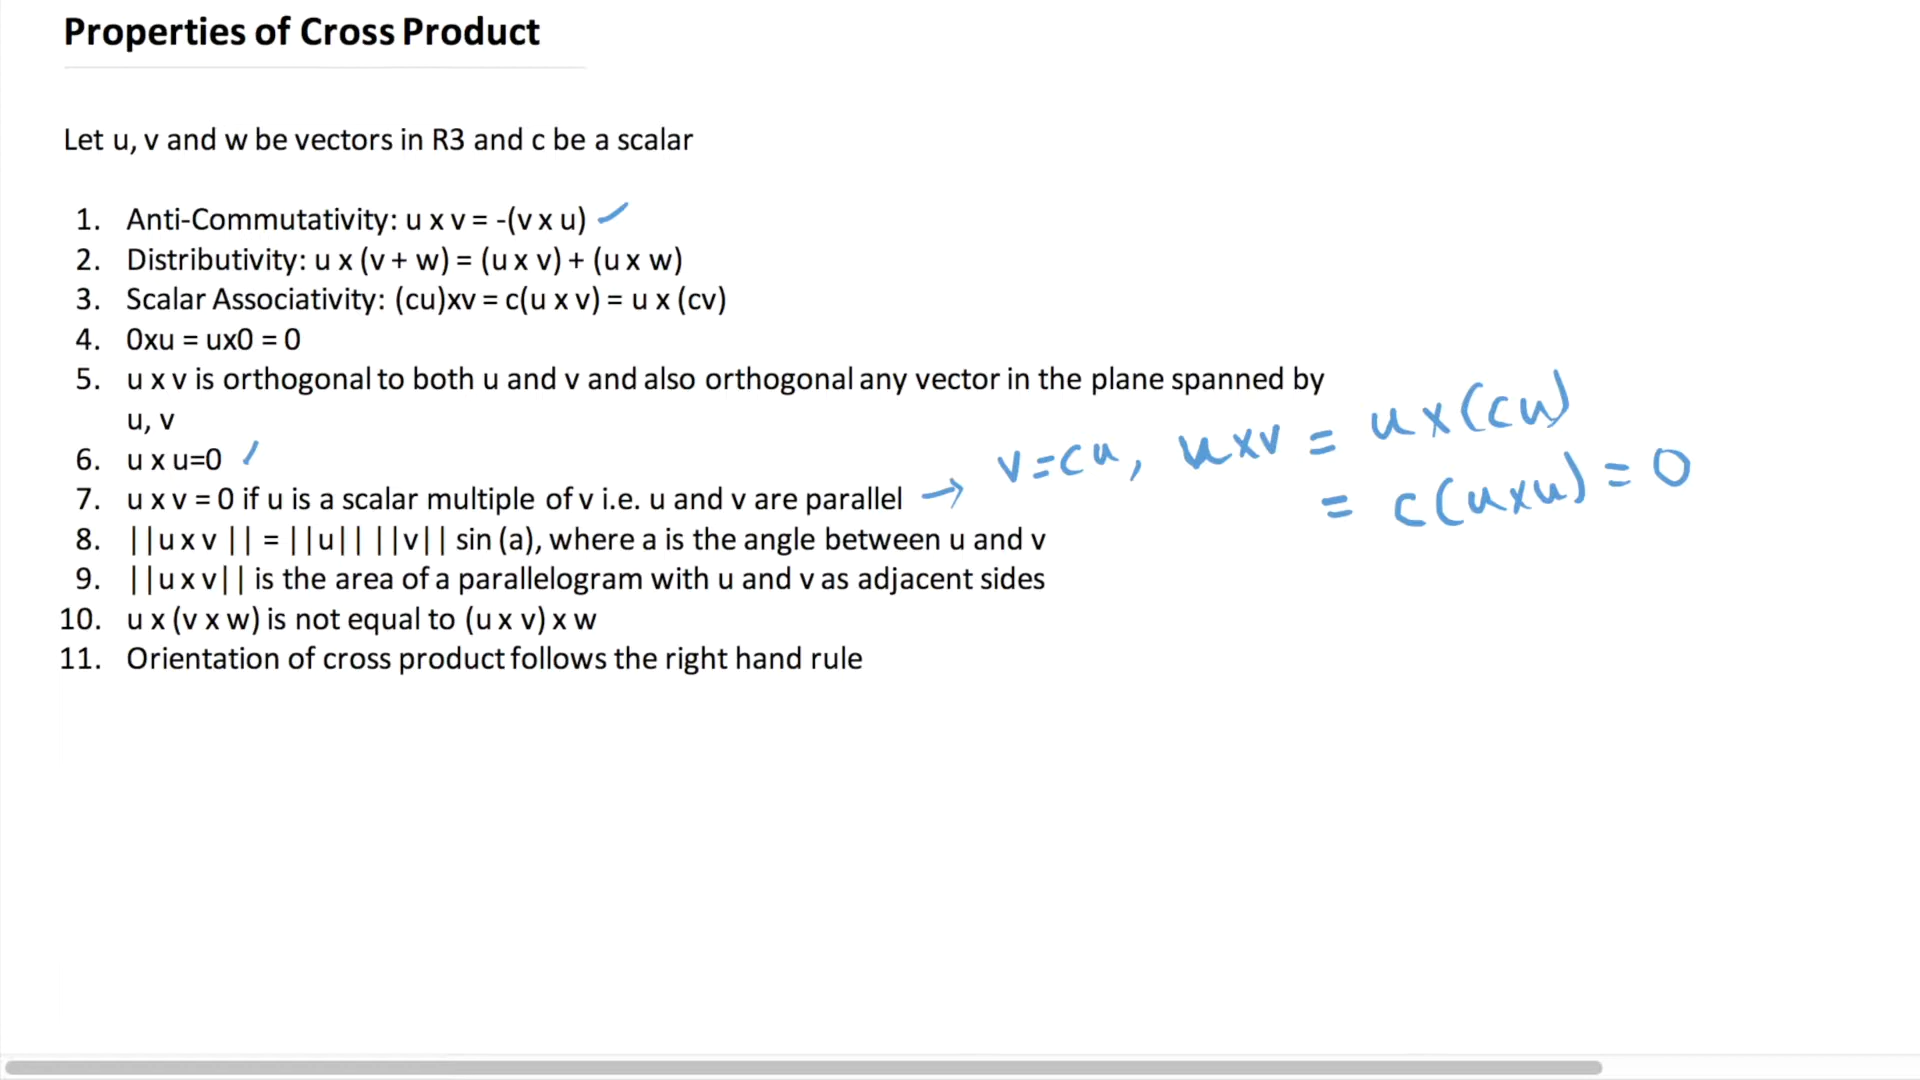 Properties of Cross Product
Let u, v and w be vectors in R3 and c be a scalar
1. Anti-Commutativity: u x v = -(v x u)
2. Distributivity: u x (v + w) = (u x v) + (u x w)
3. Scalar Associativity: (cu)xv = c(u x v) = u x (cv)
4. 0xu = ux0 = 0
5. u x v is orthogonal to both u and v and also orthogonal any vector in the plane spanned by
u, v
6. u x u=0
7. u x v = 0 if u is a scalar multiple of v i.e. u and v are parallel → v=cu, uxv = ux(cu)
= c(uxu) = 0
8. ||u x v || = ||u|| ||v|| sin (a), where a is the angle between u and v
9. ||u x v|| is the area of a parallelogram with u and v as adjacent sides
10. u x (v x w) is not equal to (u x v) x w
11. Orientation of cross product follows the right hand rule